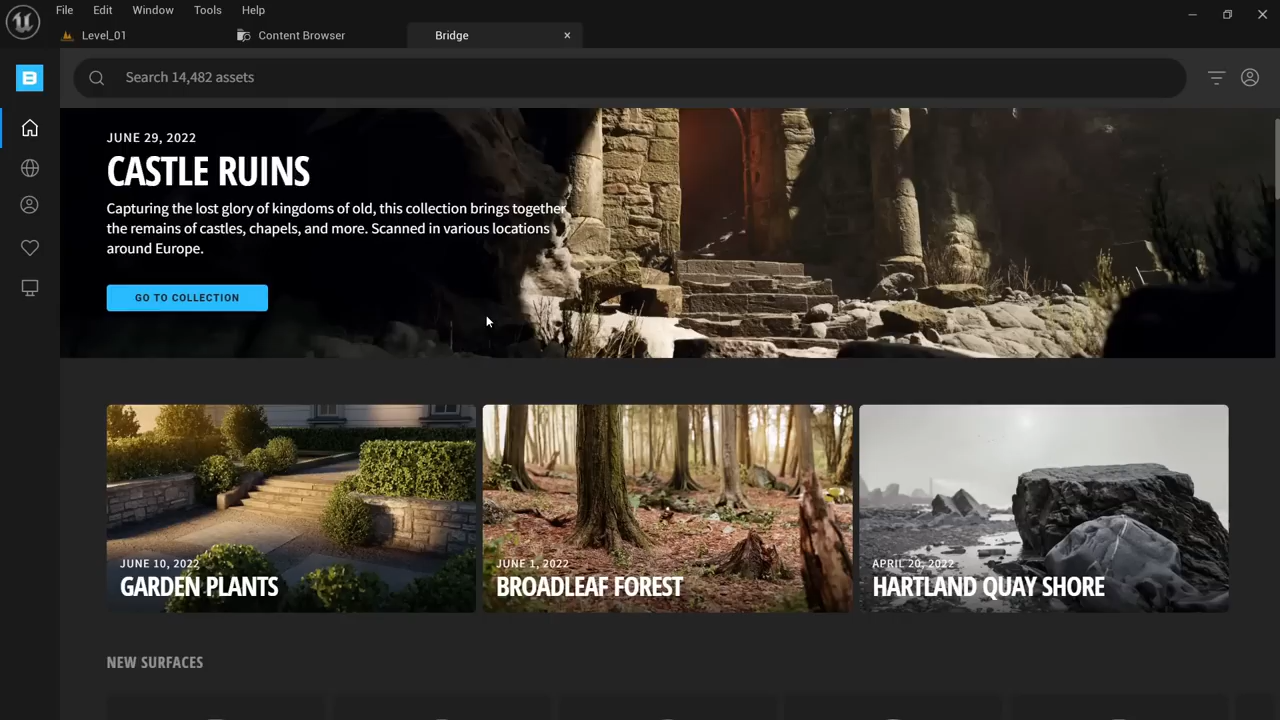 File Edit Window Tools Help
Level_01 Content Browser Bridge
Search 14,482 assets
JUNE 29, 2022
CASTLE RUINS
Capturing the lost glory of kingdoms of old, this collection brings together
the remains of castles, chapels, and more. Scanned in various locations
around Europe.
GO TO COLLECTION
JUNE 10, 2022
GARDEN PLANTS
JUNE 1, 2022
BROADLEAF FOREST
APRIL 20, 2022
HARTLAND QUAY SHORE
NEW SURFACES